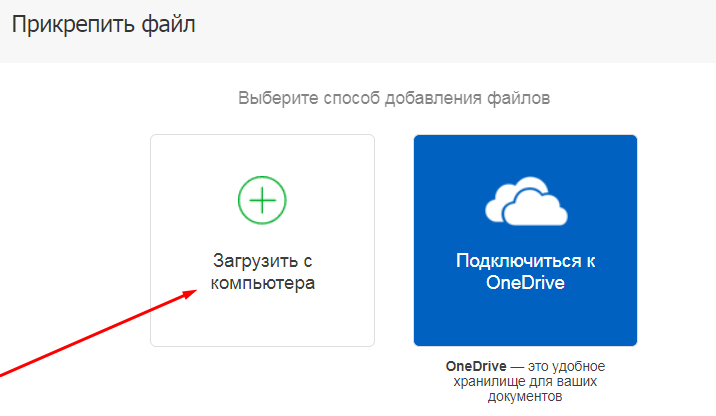 Прикрепить файл
Выберите способ добавления файлов
Загрузить с
компьютера
Подключиться к
OneDrive
OneDrive — это удобное
хранилище для ваших
документов